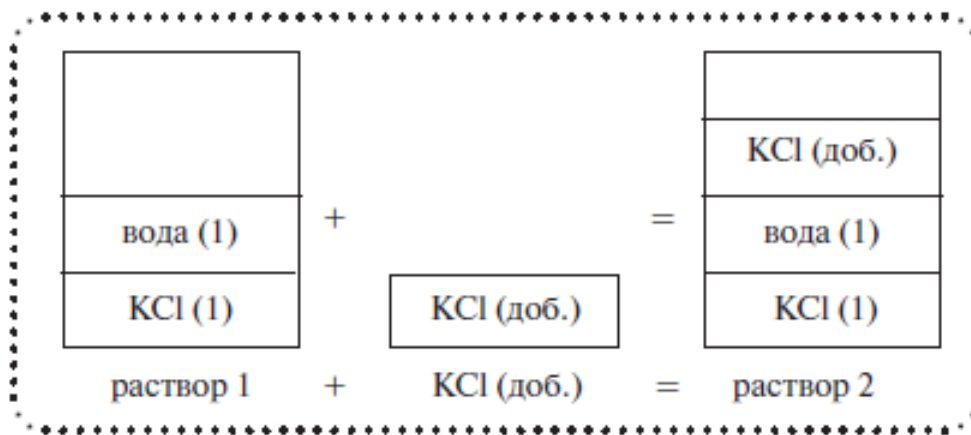 KCl (доб.)
вода (1) + = вода (1)
KCl (1) KCl (доб.) KCl (1)
раствор 1 + KCl (доб.) = раствор 2